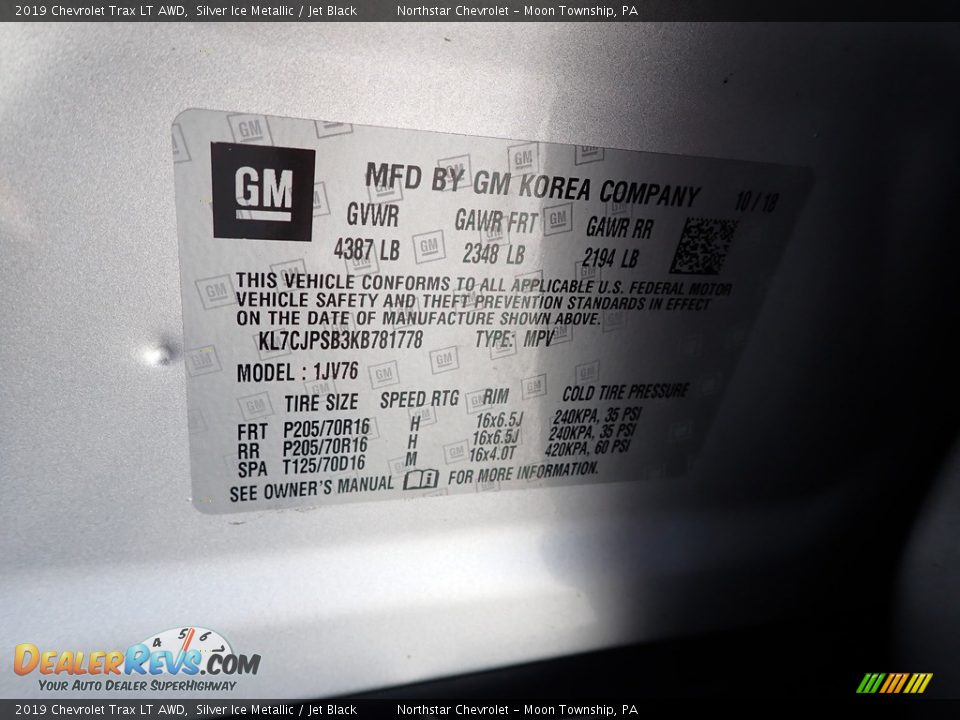 2019 Chevrolet Trax LT AWD, Silver Ice Metallic / Jet Black Northstar Chevrolet - Moon Township, PA
GM MFD BY GM KOREA COMPANY 10/18
GVWR GAWR FRT GAWR RR
4387 LB 2348 LB 2194 LB
THIS VEHICLE CONFORMS TO ALL APPLICABLE U.S. FEDERAL MOTOR
VEHICLE SAFETY AND THEFT PREVENTION STANDARDS IN EFFECT
ON THE DATE OF MANUFACTURE SHOWN ABOVE.
KL7CJPSB3KB781778 TYPE: MPV
MODEL : 1JV76
TIRE SIZE SPEED RTG RIM COLD TIRE PRESSURE
FRT P205/70R16 H 16x6.5J 240KPA, 35 PSI
RR P205/70R16 H 16x6.5J 240KPA, 35 PSI
SPA T125/70D16 M 16x4.0T 420KPA, 60 PSI
SEE OWNER'S MANUAL FOR MORE INFORMATION.
4 5 6
DEALERREVS.COM
YOUR AUTO DEALER SUPERHIGHWAY
2019 Chevrolet Trax LT AWD, Silver Ice Metallic / Jet Black Northstar Chevrolet - Moon Township, PA